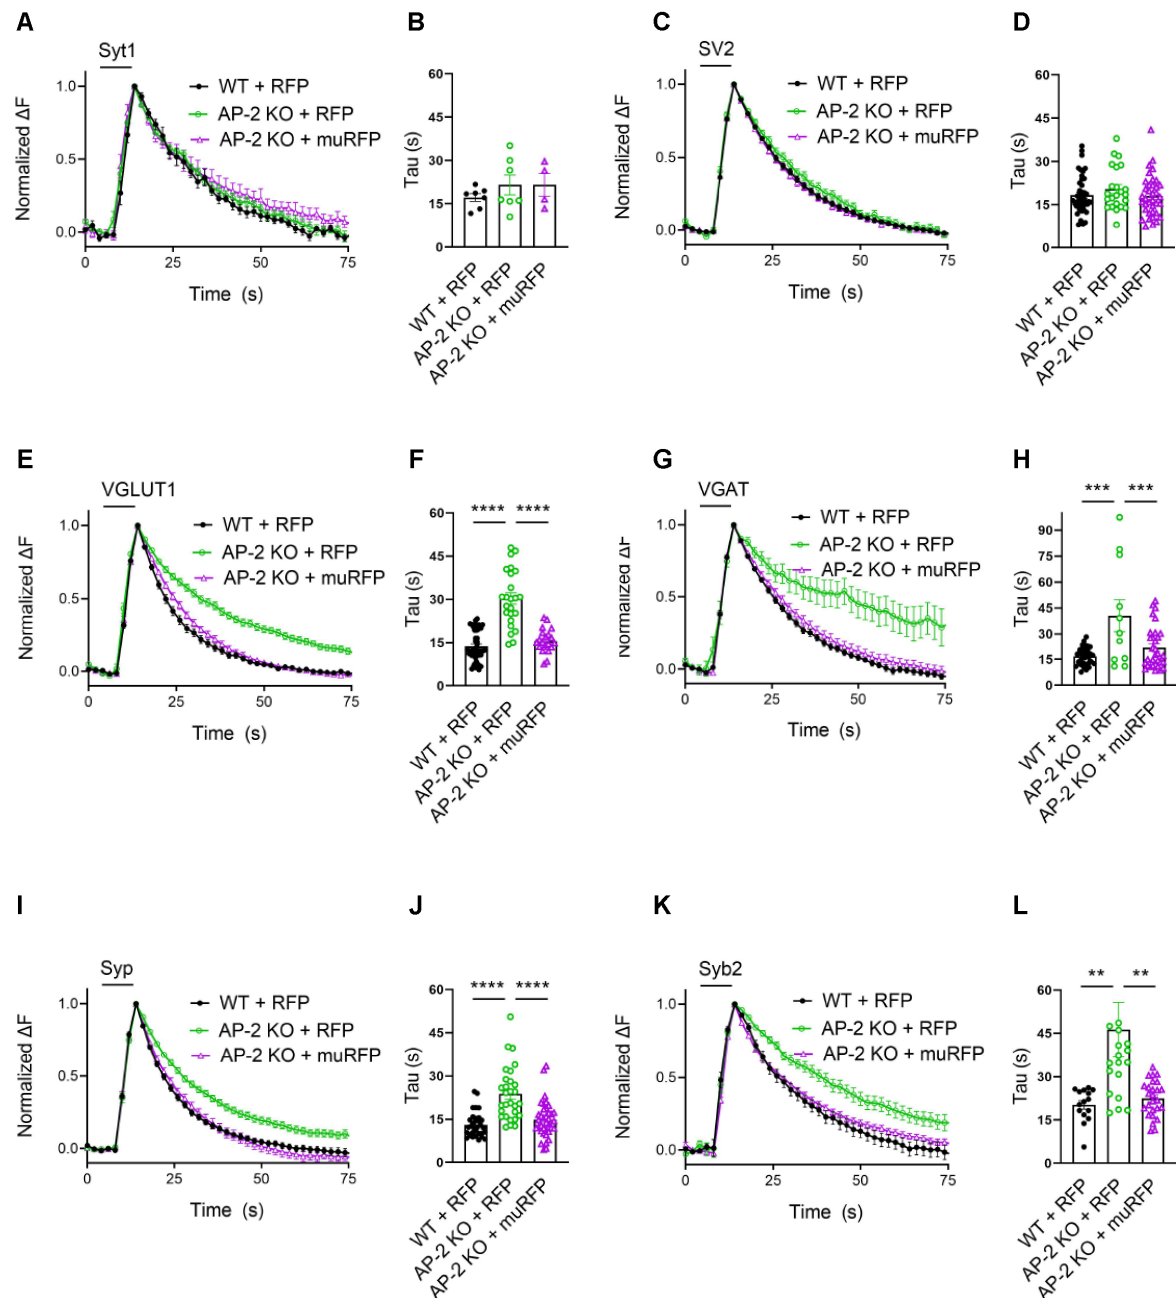 A
Syt1
Normalized ΔF
1.0
0.5
0.0
0
25
50
75
Time (s)
WT + RFP
AP-2 KO + RFP
AP-2 KO + muRFP
B
Tau (s)
60
45
30
15
0
WT + RFP
AP-2 KO + RFP
AP-2 KO + muRFP
C
SV2
Normalized ΔF
1.0
0.5
0.0
0
25
50
75
Time (s)
WT + RFP
AP-2 KO + RFP
AP-2 KO + muRFP
D
Tau (s)
60
45
30
15
0
WT + RFP
AP-2 KO + RFP
AP-2 KO + muRFP
E
VGLUT1
Normalized ΔF
1.0
0.5
0.0
0
25
50
75
Time (s)
WT + RFP
AP-2 KO + RFP
AP-2 KO + muRFP
F
**** ****
Tau (s)
60
45
30
15
0
WT + RFP
AP-2 KO + RFP
AP-2 KO + muRFP
G
VGAT
Normalized ΔF
1.0
0.5
0.0
0
25
50
75
Time (s)
WT + RFP
AP-2 KO + RFP
AP-2 KO + muRFP
H
*** ***
Tau (s)
90
75
60
45
30
15
0
WT + RFP
AP-2 KO + RFP
AP-2 KO + muRFP
I
Syp
Normalized ΔF
1.0
0.5
0.0
0
25
50
75
Time (s)
WT + RFP
AP-2 KO + RFP
AP-2 KO + muRFP
J
**** ****
Tau (s)
60
45
30
15
0
WT + RFP
AP-2 KO + RFP
AP-2 KO + muRFP
K
Syb2
Normalized ΔF
1.0
0.5
0.0
0
25
50
75
Time (s)
WT + RFP
AP-2 KO + RFP
AP-2 KO + muRFP
L
** **
Tau (s)
60
45
30
15
0
WT + RFP
AP-2 KO + RFP
AP-2 KO + muRFP